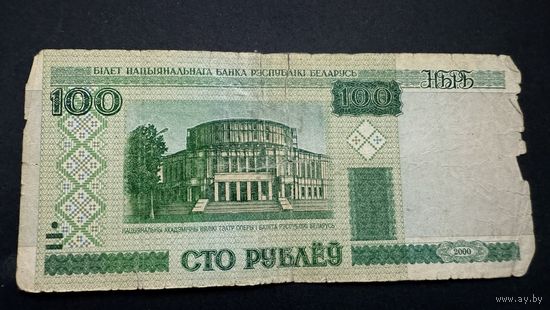 БІЛЕТ НАЦЫЯНАЛЬНАГА БАНКА РЭСПУБЛІКІ БЕЛАРУСЬ
100 100 НБРБ
НАЦЫЯНАЛЬНЫ АКАДЭМІЧНЫ ВЯЛІКІ ТЭАТР ОПЕРЫ І БАЛЕТА РЭСПУБЛІКІ БЕЛАРУСЬ
СТО РУБЛЁЎ 2000
www.ay.by